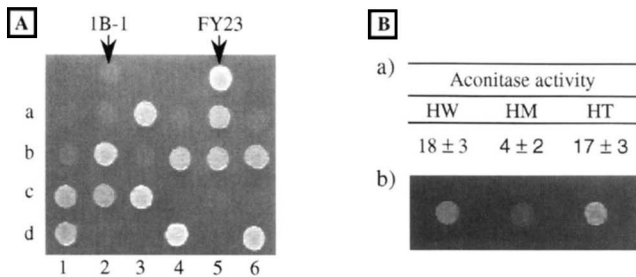 A
1B-1 FY23
a
b
c
d
1 2 3 4 5 6
B
a)
Aconitase activity
HW HM HT
18 ± 3 4 ± 2 17 ± 3
b)